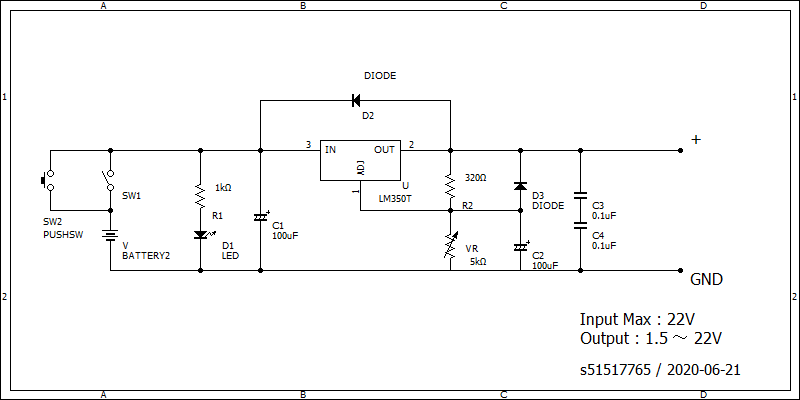 A B C D
1 1
DIODE
D2
3 IN OUT 2
ADJ
1
U
LM350T
+
SW1
SW2
PUSHSW
V
BATTERY2
1kΩ
R1
D1
LED
C1
100uF
320Ω
R2
VR
5kΩ
D3
DIODE
C2
100uF
C3
0.1uF
C4
0.1uF
GND
2 2
Input Max : 22V
Output : 1.5 ～ 22V
s51517765 / 2020-06-21
A B C D